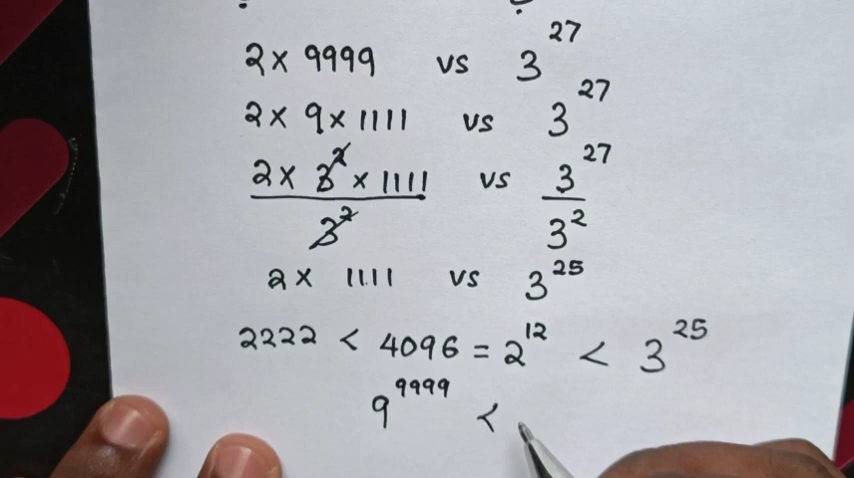 2 × 9999 vs 3^27
2 × 9 × 1111 vs 3^27
(2 × 3^2 × 1111)/3^2 vs 3^27/3^2
2 × 1111 vs 3^25
2222 < 4096 = 2^12 < 3^25
9^9999 <